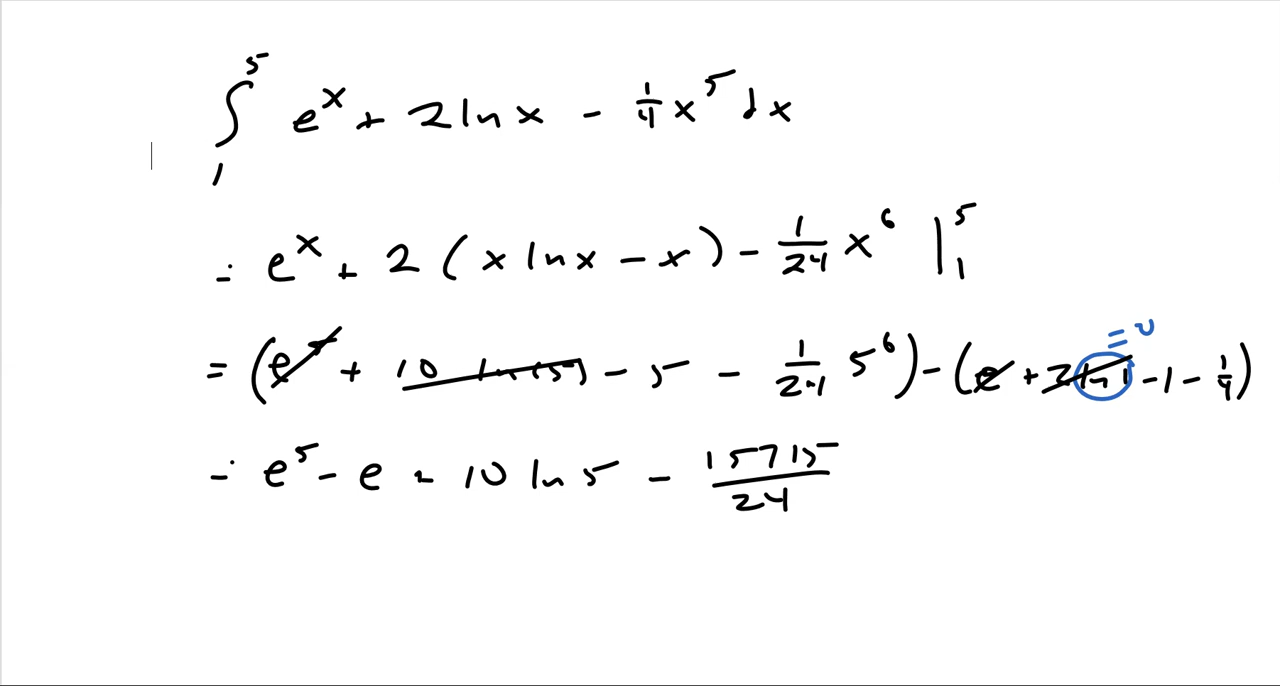 ∫₁⁵ eˣ + 2 ln x - 1/4 x⁵ dx
= eˣ + 2 (x ln x - x) - 1/24 x⁶ |₁⁵
= 0
= (e⁵ + 10 ln(5) - 5 - 1/24 5⁶) - (e + 2 ln 1 - 1 - 1/4)
= e⁵ - e + 10 ln 5 - 15715/24